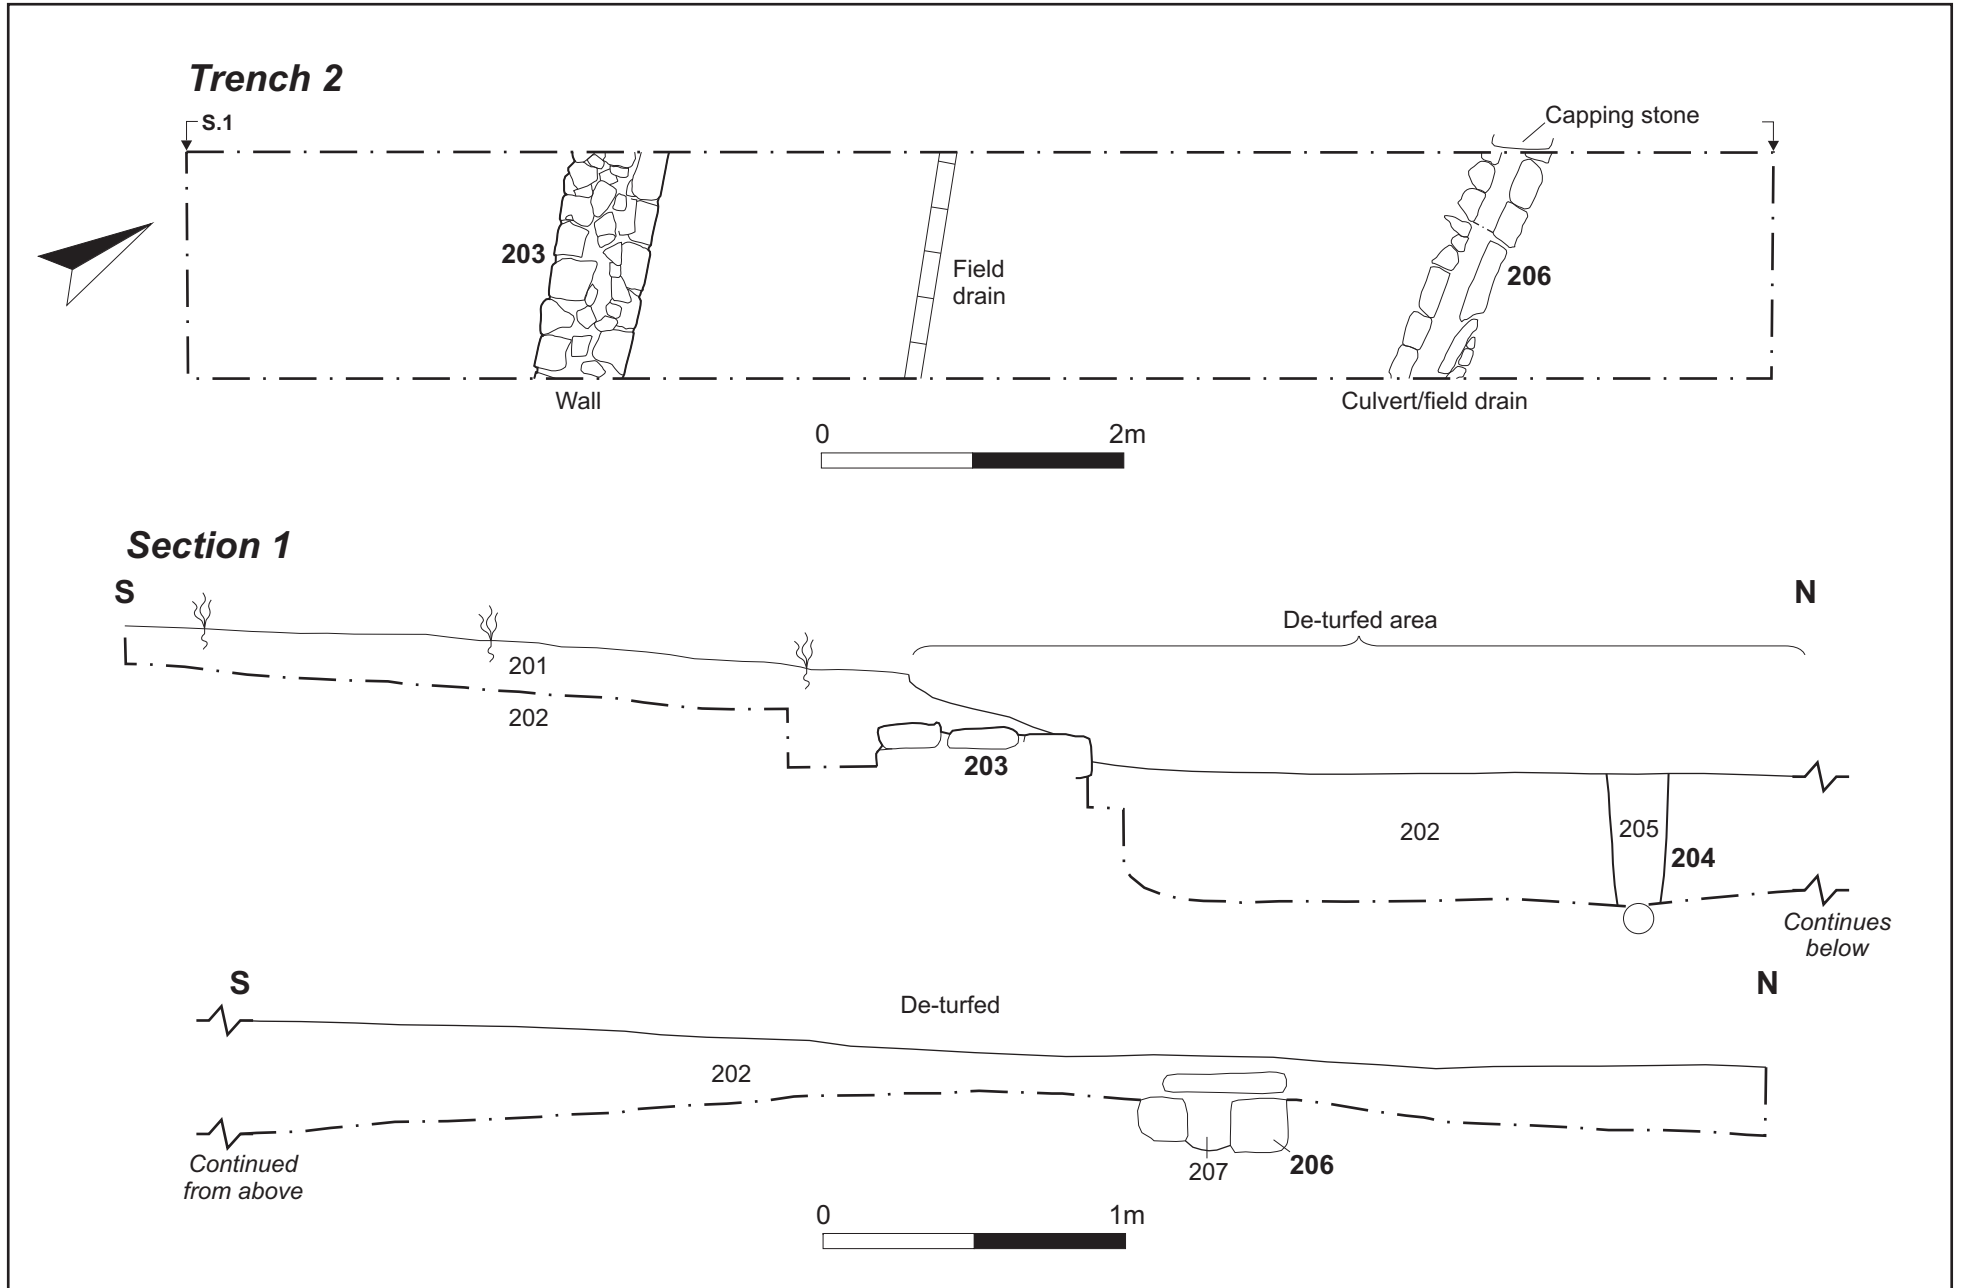 Trench 2
S.1
Capping stone
203
Field
drain
206
Wall
Culvert/field drain
0 2m
Section 1
S N
De-turfed area
201
202
203
202
205
204
Continues
below
S N
De-turfed
202
Continued
from above
207
206
0 1m